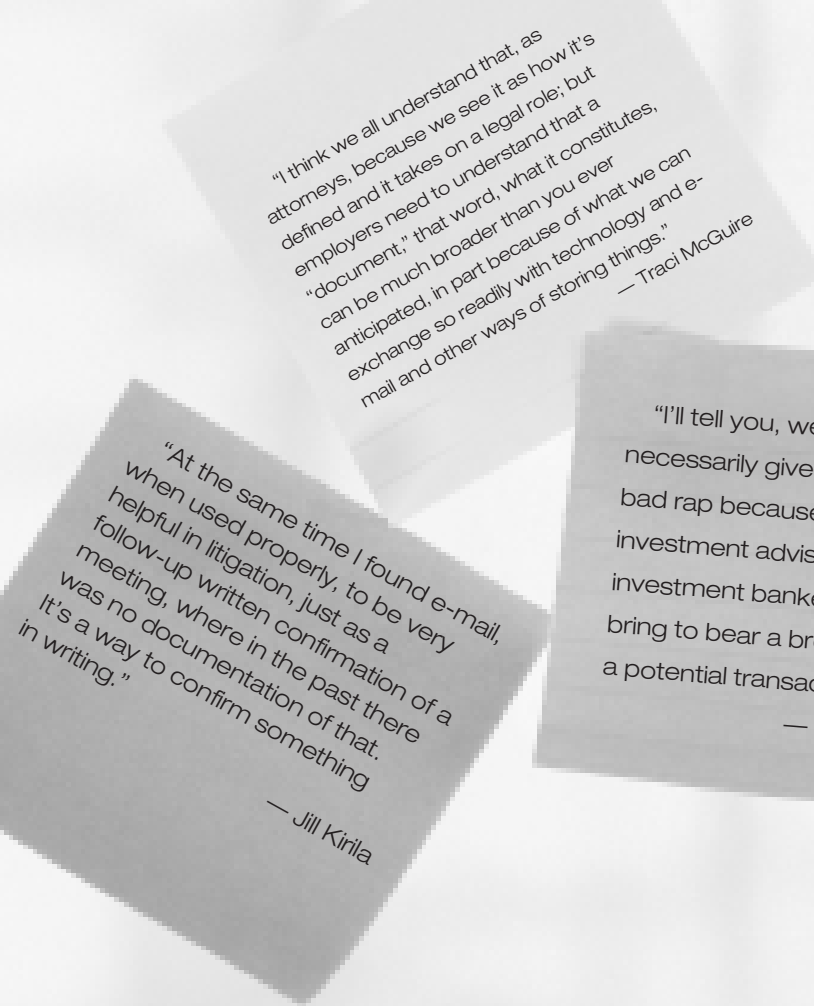 “I think we all understand that, as
attorneys, because we see it as how it’s
defined and it takes on a legal role; but
employers need to understand that a
“document,” that word, what it constitutes,
can be much broader than you ever
anticipated, in part because of what we can
exchange so readily with technology and e-
mail and other ways of storing things.”
— Traci McGuire
“At the same time I found e-mail,
when used properly, to be very
helpful in litigation, just as a
follow-up written confirmation of a
meeting, where in the past there
was no documentation of that.
It’s a way to confirm something
in writing.”
— Jill Kirila
“I’ll tell you, we
necessarily give
bad rap because
investment advis
investment banke
bring to bear a br
a potential transac
—